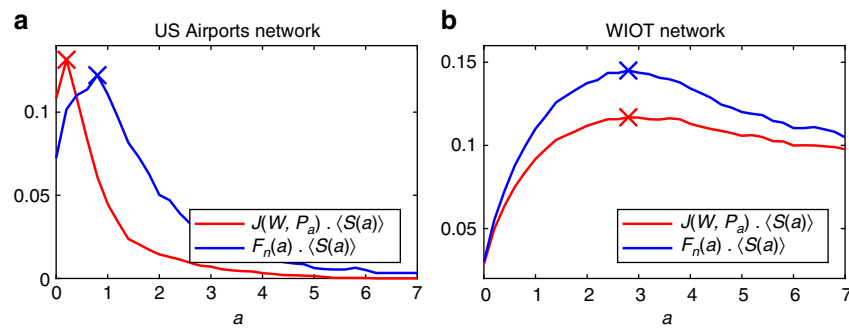 a
US Airports network
0.1
0.05
0
0
1
2
3
4
5
6
7
a
J(W, Pₐ) . ⟨S(a)⟩
Fₙ(a) . ⟨S(a)⟩
b
WIOT network
0.15
0.1
0.05
0
1
2
3
4
5
6
7
a
J(W, Pₐ) . ⟨S(a)⟩
Fₙ(a) . ⟨S(a)⟩